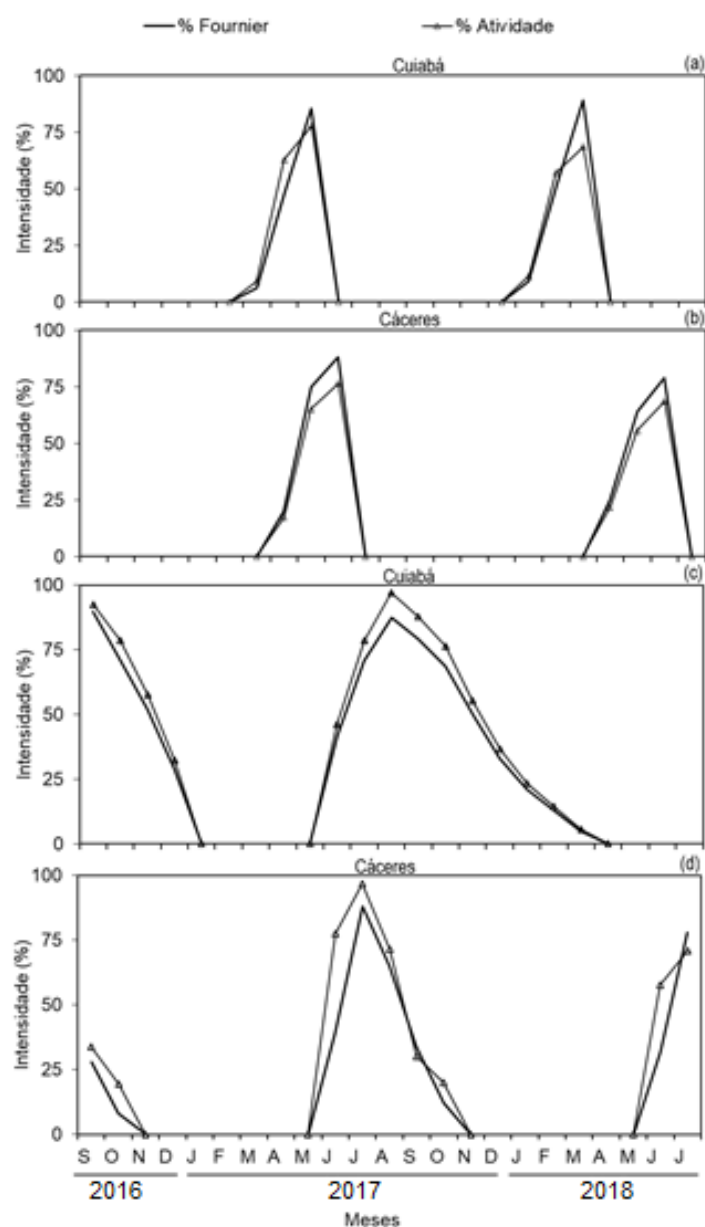 % Fournier % Atividade
Cuiabá (a)
100
75
50
25
0
Intensidade (%)
Cáceres (b)
100
75
50
25
0
Intensidade (%)
Cuiabá (c)
100
75
50
25
0
Intensidade (%)
Cáceres (d)
100
75
50
25
0
Intensidade (%)
S O N D J F M A M J J A S O N D J F M A M J J
2016 2017 2018
Meses